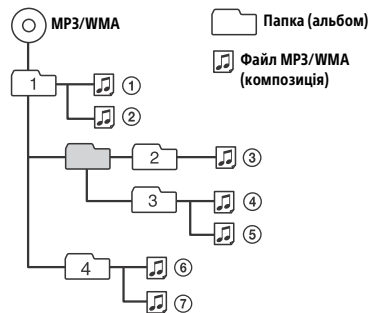 MP3/WMA
Папка (альбом)
Файл MP3/WMA
(композиція)
1
①
②
2
③
3
④
⑤
4
⑥
⑦